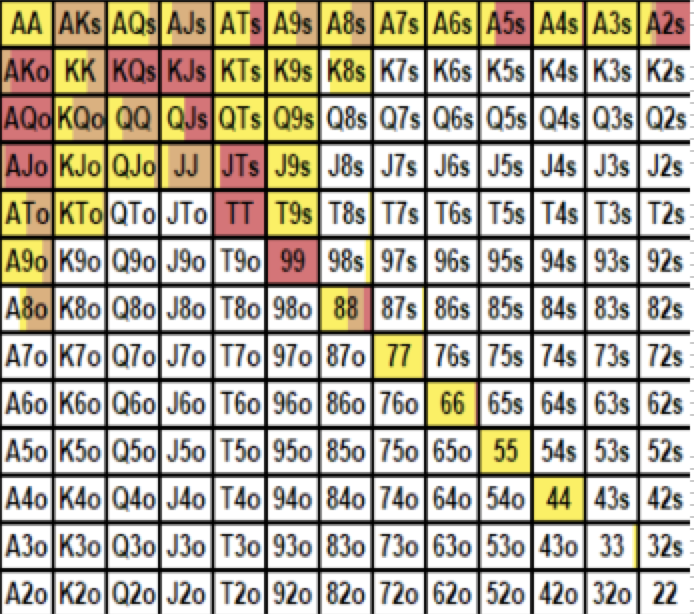 AA AKs AQs AJs ATs A9s A8s A7s A6s A5s A4s A3s A2s
AKo KK KQs KJs KTs K9s K8s K7s K6s K5s K4s K3s K2s
AQo KQo QQ QJs QTs Q9s Q8s Q7s Q6s Q5s Q4s Q3s Q2s
AJo KJo QJo JJ JTs J9s J8s J7s J6s J5s J4s J3s J2s
ATo KTo QTo JTo TT T9s T8s T7s T6s T5s T4s T3s T2s
A9o K9o Q9o J9o T9o 99 98s 97s 96s 95s 94s 93s 92s
A8o K8o Q8o J8o T8o 98o 88 87s 86s 85s 84s 83s 82s
A7o K7o Q7o J7o T7o 97o 87o 77 76s 75s 74s 73s 72s
A6o K6o Q6o J6o T6o 96o 86o 76o 66 65s 64s 63s 62s
A5o K5o Q5o J5o T5o 95o 85o 75o 65o 55 54s 53s 52s
A4o K4o Q4o J4o T4o 94o 84o 74o 64o 54o 44 43s 42s
A3o K3o Q3o J3o T3o 93o 83o 73o 63o 53o 43o 33 32s
A2o K2o Q2o J2o T2o 92o 82o 72o 62o 52o 42o 32o 22